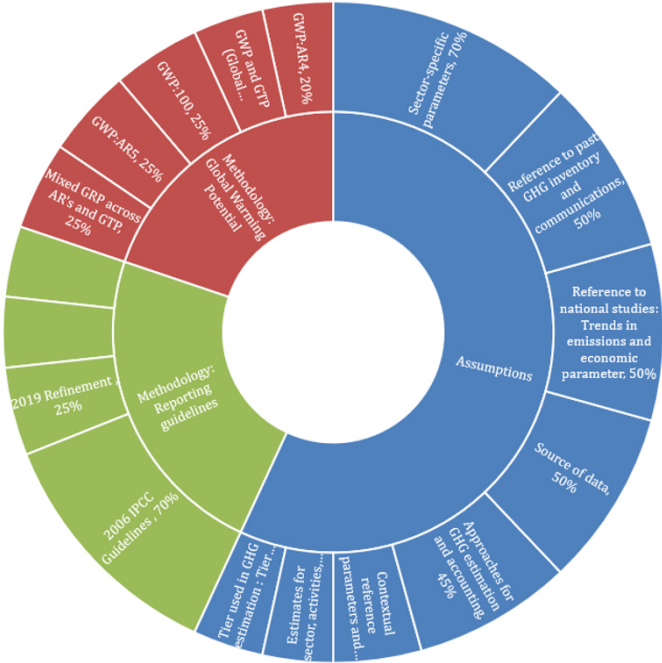 Sector-specific
parameters, 70%
Reference to past
GHG inventory
and
communications,
50%
Reference to
national studies:
Trends in
emissions and
economic
parameter, 50%
Source of data,
50%
Approaches for
GHG estimation
and accounting,
45%
Contextual
reference
parameters and...
Estimates for
sector, activities,...
Tier used in GHG
estimation : Tier...
2006 IPCC
Guidelines , 70%
2019 Refinement ,
25%
Mixed GRP across
AR's and GTP,
25%
GWP:AR5, 25%
GWP:100, 25%
GWP and GTP
(Global...
GWP:AR4, 20%
Assumptions
Methodology:
Reporting
guidelines
Methodology:
Global Warming
Potential